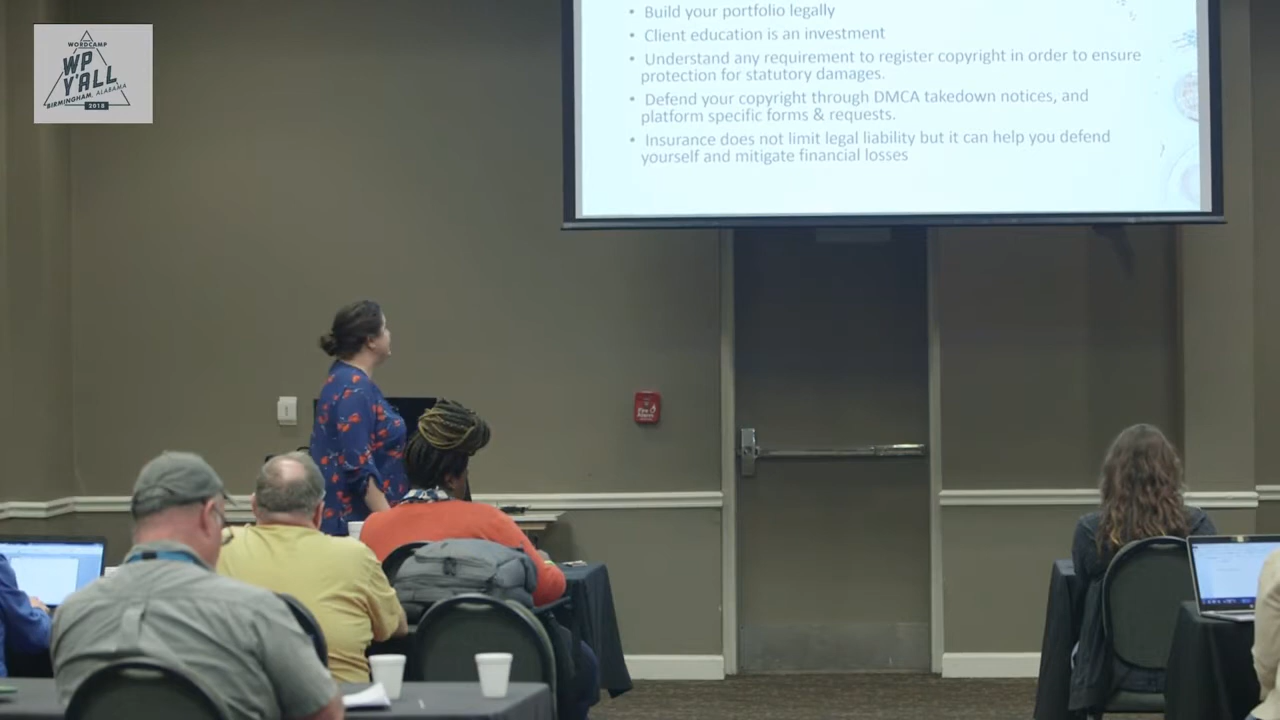 WORDCAMP
WP
Y'ALL
BIRMINGHAM, ALABAMA
2018
• Build your portfolio legally
• Client education is an investment
• Understand any requirement to register copyright in order to ensure
protection for statutory damages.
• Defend your copyright through DMCA takedown notices, and
platform specific forms & requests.
• Insurance does not limit legal liability but it can help you defend
yourself and mitigate financial losses